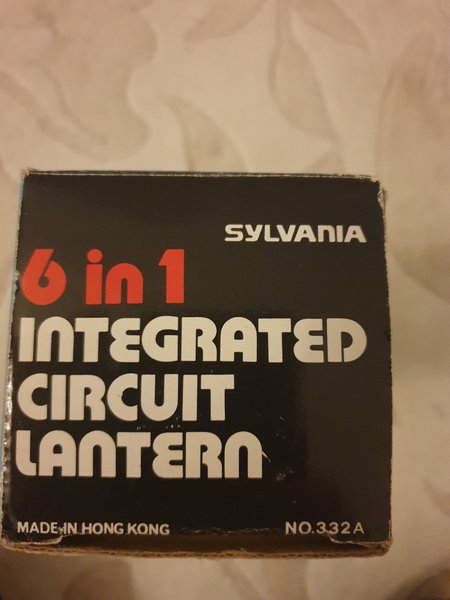 SYLVANIA
6 in 1
INTEGRATED
CIRCUIT
LANTERN
MADE IN HONG KONG NO.332A